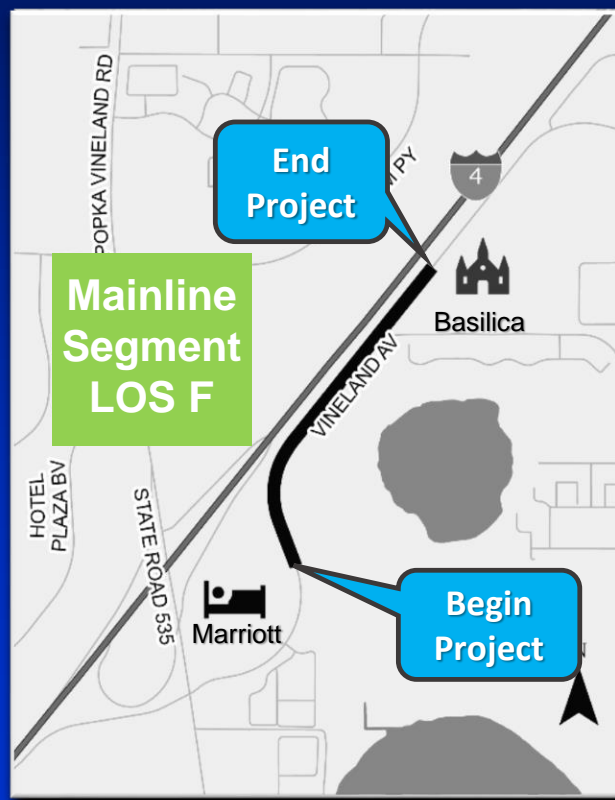 POPKA VINELAND RD
End
Project
PY
4
Mainline
Segment
LOS F
Basilica
VINELAND AV
HOTEL
PLAZA BV
STATE ROAD 535
Marriott
Begin
Project
N